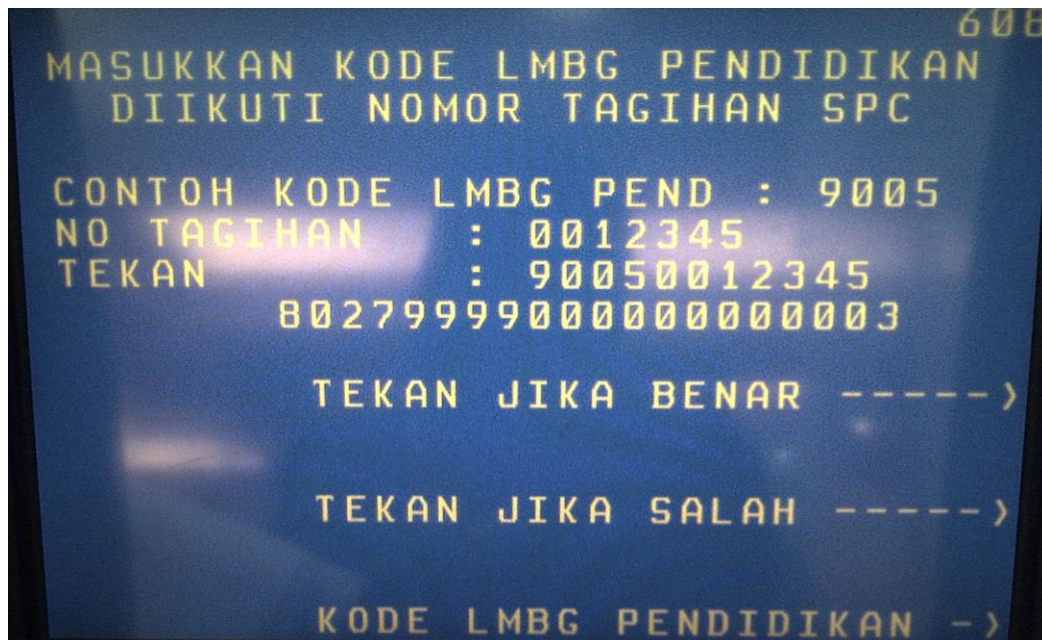 608
MASUKKAN KODE LMBG PENDIDIKAN
DIIKUTI NOMOR TAGIHAN SPC
CONTOH KODE LMBG PEND : 9005
NO TAGIHAN : 0012345
TEKAN : 90050012345
80279999000000000003
TEKAN JIKA BENAR ----->
TEKAN JIKA SALAH ----->
KODE LMBG PENDIDIKAN ->